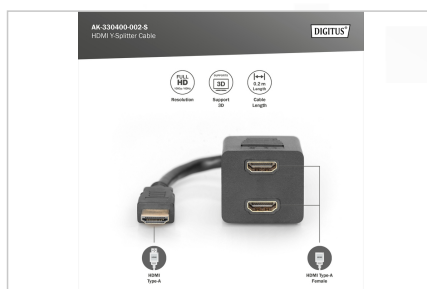 AK-330400-002-S
HDMI Y-Splitter Cable
DIGITUS®
FULL
HD
Resolution
SUPPORTS
3D
Support
3D
0.2 m
Length
Cable
Length
HDMI
Type-A
HDMI Type-A
Female